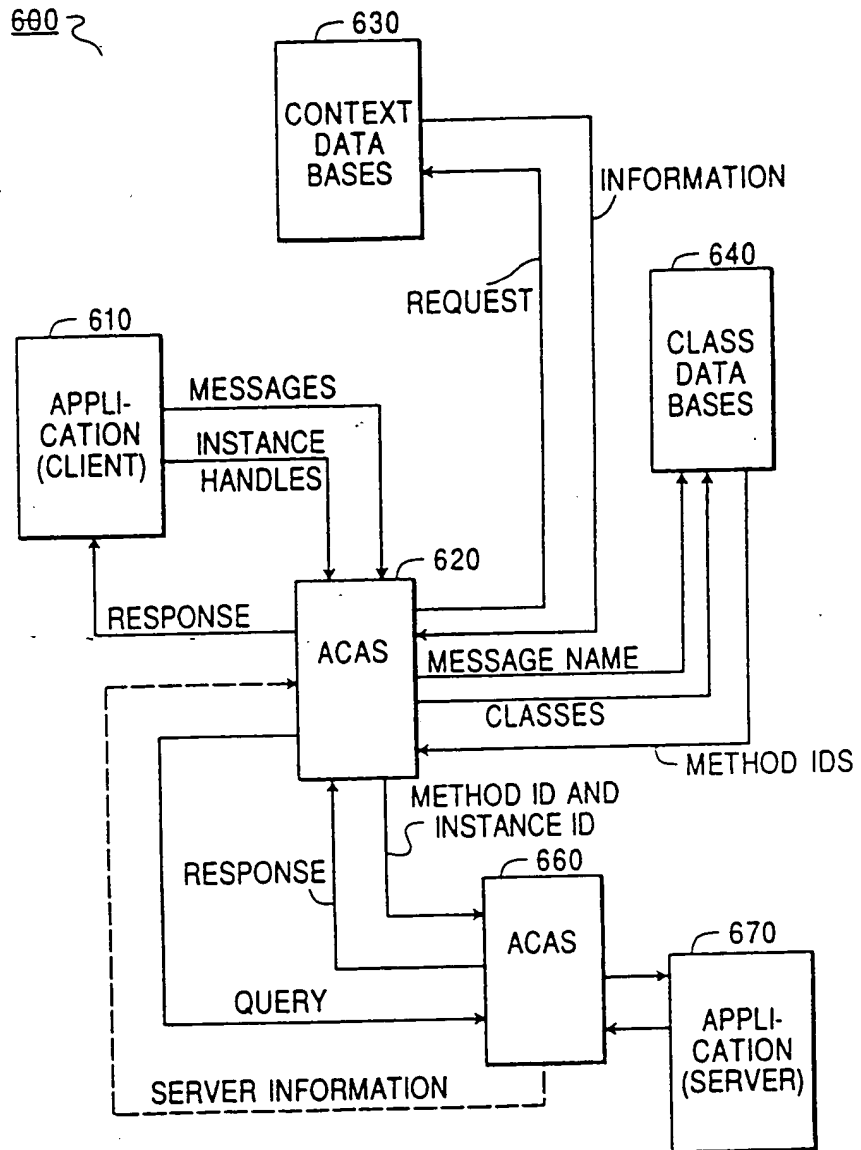 600
630
CONTEXT
DATA
BASES
INFORMATION
640
REQUEST
CLASS
DATA
BASES
610
APPLI-
CATION
(CLIENT)
MESSAGES
INSTANCE
HANDLES
620
RESPONSE
ACAS
MESSAGE NAME
CLASSES
METHOD IDS
METHOD ID AND
INSTANCE ID
RESPONSE
660
ACAS
670
QUERY
APPLI-
CATION
(SERVER)
SERVER INFORMATION